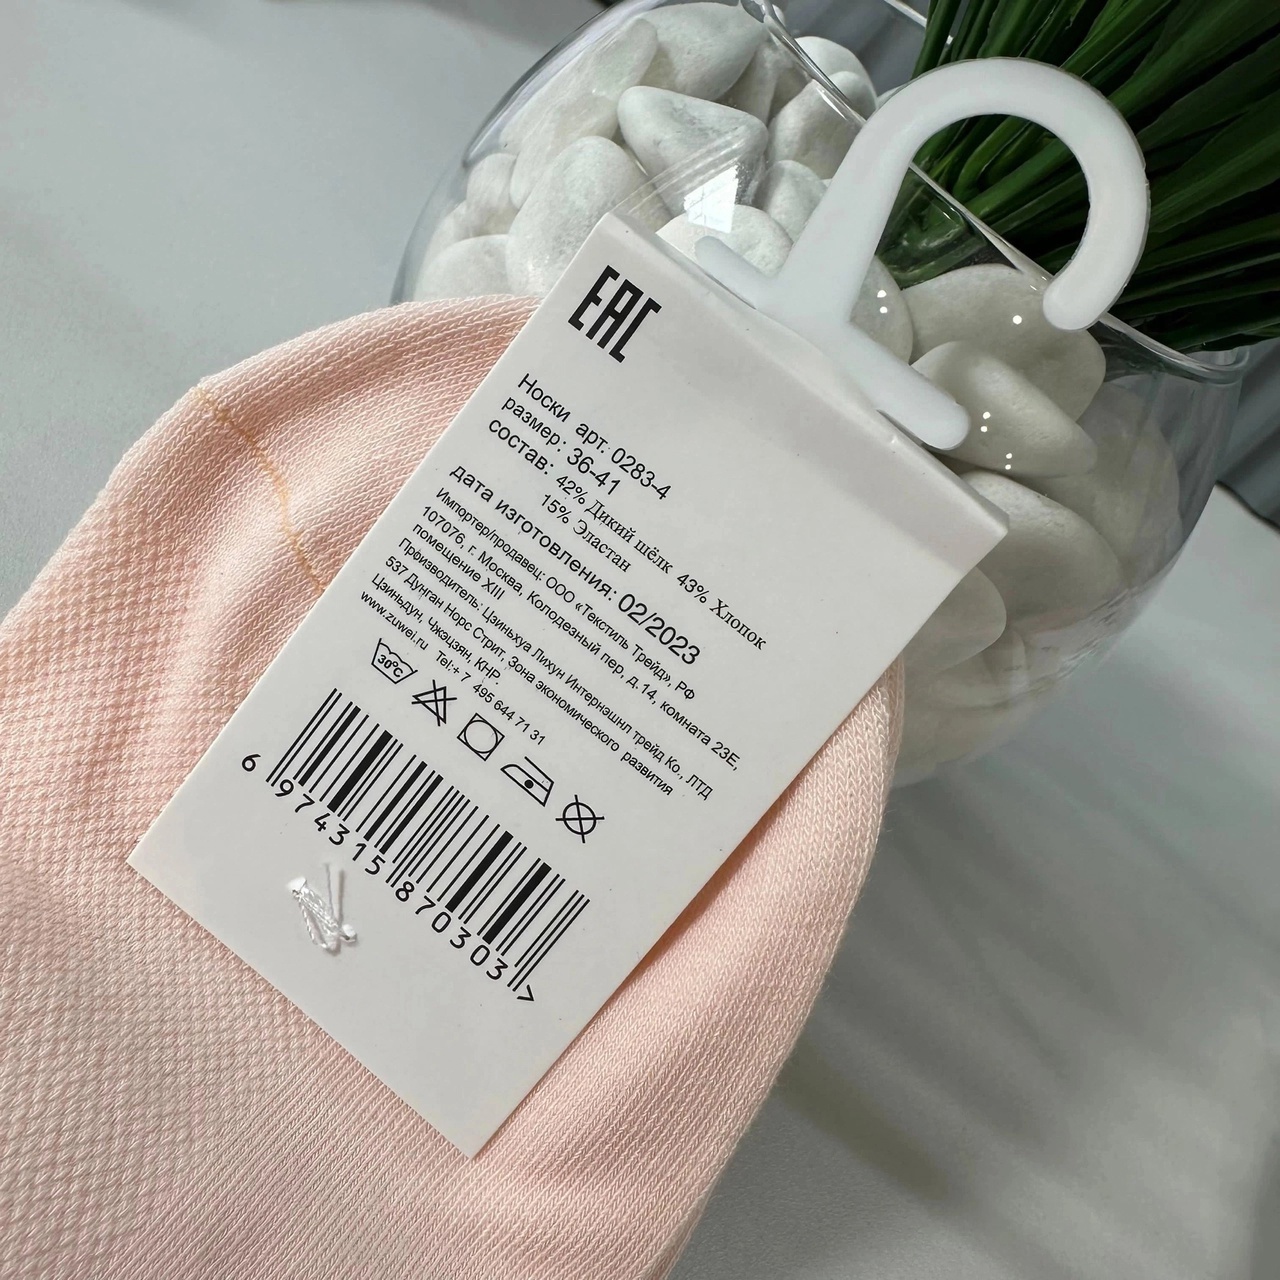 EAC
Носки арт. 0283-4
размер: 36-41
состав: 42% Дикий шёлк 43% Хлопок
15% Эластан
дата изготовления: 02/2023
Импортер/продавец: ООО «Текстиль Трейд», РФ
107076, г. Москва, Колодезный пер, д.14, комната 23Е,
помещение XIII
Прфизводитель: Цзиньхуа Лихун Интернэшнл трейд Ко., ЛТД
537 Дунган Норс Стрит, Зона экономического развития
Цзиньдун, Чжэцзян, КНР.
www.zuwei.ru Tel:+ 7 495 644 71 31
30°C
6 974315 870303 >